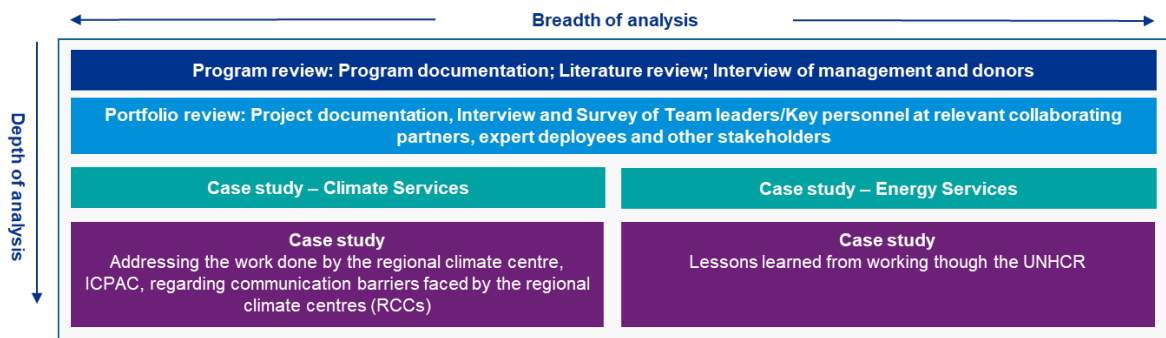 Breadth of analysis
Depth of analysis
Program review: Program documentation; Literature review; Interview of management and donors
Portfolio review: Project documentation, Interview and Survey of Team leaders/Key personnel at relevant collaborating
partners, expert deployees and other stakeholders
Case study – Climate Services
Case study – Energy Services
Case study
Addressing the work done by the regional climate centre,
ICPAC, regarding communication barriers faced by the regional
climate centres (RCCs)
Case study
Lessons learned from working though the UNHCR